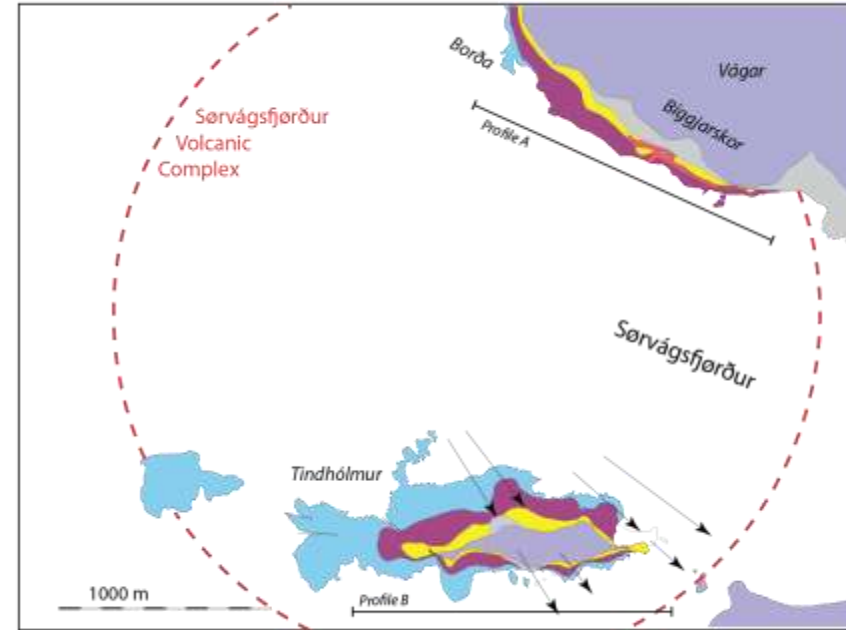 Borða
Vágar
Sørvágsfjørður
Volcanic
Complex
Biggjarskor
Profile A
Sørvágsfjørður
Tindhólmur
1000 m
Profile B